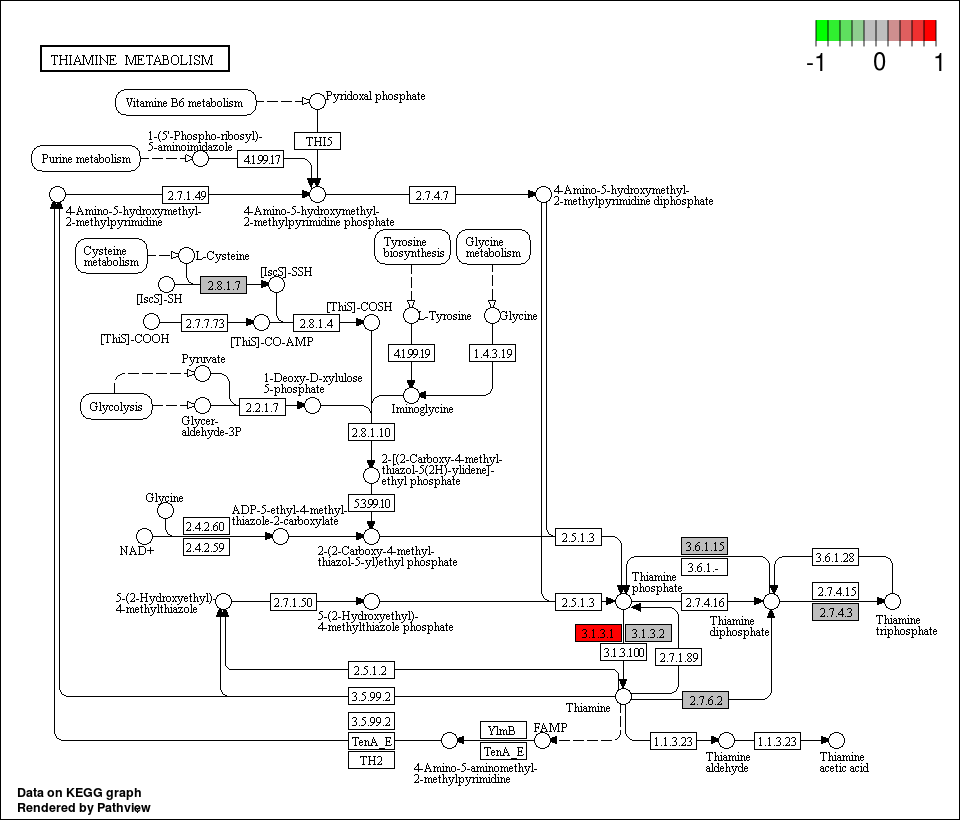 THIAMINE METABOLISM
-1 0 1
Vitamine B6 metabolism
Pyridoxal phosphate
THI5
1-(5'-Phospho-ribosyl)-
5-aminoimidazole
Purine metabolism
4.1.99.17
2.7.1.49
2.7.4.7
4-Amino-5-hydroxymethyl-
2-methylpyrimidine
4-Amino-5-hydroxymethyl-
2-methylpyrimidine phosphate
4-Amino-5-hydroxymethyl-
2-methylpyrimidine diphosphate
Cysteine
metabolism
L-Cysteine
Tyrosine
biosynthesis
Glycine
metabolism
[IscS]-SH
2.8.1.7
[IscS]-SSH
[ThiS]-COOH
2.7.7.73
[ThiS]-CO-AMP
2.8.1.4
[ThiS]-COSH
L-Tyrosine
Glycine
4.1.99.19
1.4.3.19
Iminoglycine
Pyruvate
Glycolysis
Glycer-
aldehyde-3P
2.2.1.7
1-Deoxy-D-xylulose
5-phosphate
2.8.1.10
2-[(2-Carboxy-4-methyl-
thiazol-5(2H)-ylidene]-
ethyl phosphate
5.3.99.10
Glycine
NAD+
2.4.2.60
2.4.2.59
ADP-5-ethyl-4-methyl-
thiazole-2-carboxylate
2-(2-Carboxy-4-methyl-
thiazol-5-yl)ethyl phosphate
2.5.1.3
3.6.1.15
3.6.1.-
3.6.1.28
Thiamine
phosphate
5-(2-Hydroxyethyl)-
4-methylthiazole
2.7.1.50
5-(2-Hydroxyethyl)-
4-methylthiazole phosphate
2.5.1.3
2.7.4.16
Thiamine
diphosphate
2.7.4.15
2.7.4.3
Thiamine
triphosphate
3.1.3.1
3.1.3.2
3.1.3.100
2.7.1.89
2.5.1.2
3.5.99.2
Thiamine
2.7.6.2
3.5.99.2
TenA_E
TH2
YlmB
TenA_E
FAMP
4-Amino-5-aminomethyl-
2-methylpyrimidine
1.1.3.23
Thiamine
aldehyde
1.1.3.23
Thiamine
acetic acid
Data on KEGG graph
Rendered by Pathview